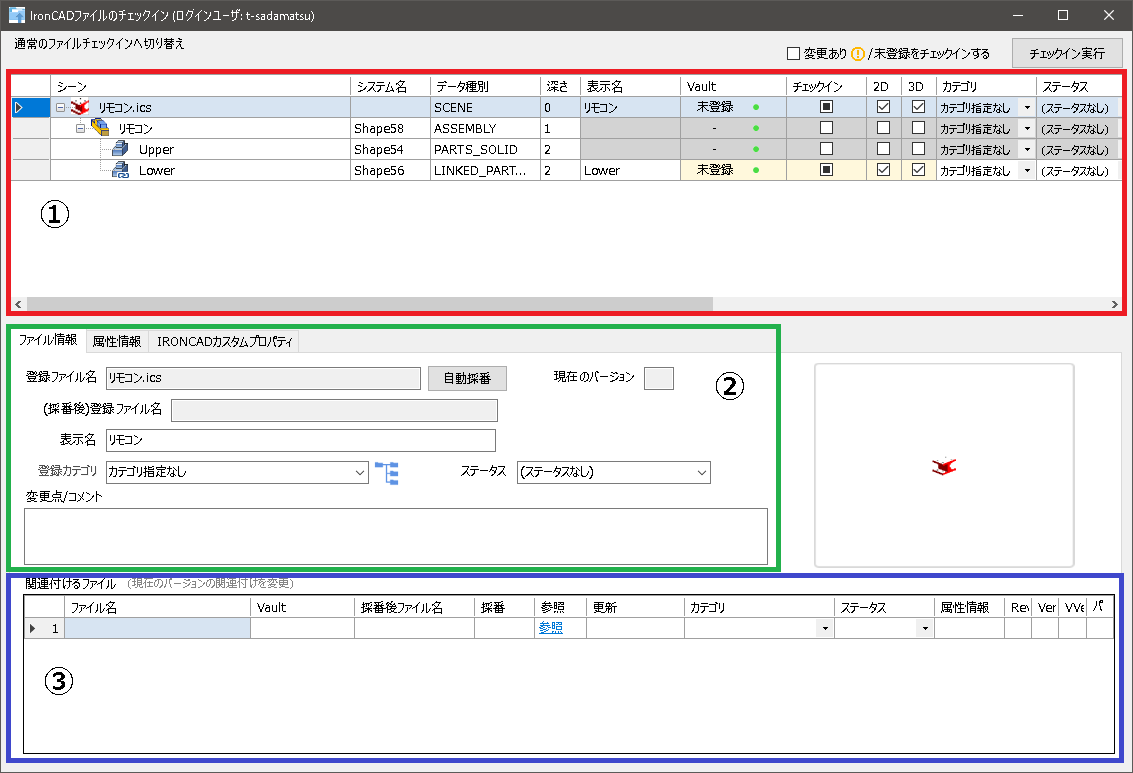 IronCADファイルのチェックイン (ログインユーザ: t-sadamatsu)
通常のファイルチェックインへ切り替え
変更あり /未登録をチェックインする チェックイン実行
シーン システム名 データ種別 深さ 表示名 Vault チェックイン 2D 3D カテゴリ ステータス
リモコン.ics SCENE 0 リモコン 未登録 カテゴリ指定なし (ステータスなし)
リモコン Shape58 ASSEMBLY 1 - カテゴリ指定なし (ステータスなし)
Upper Shape54 PARTS_SOLID 2 - カテゴリ指定なし (ステータスなし)
Lower Shape56 LINKED_PART... 2 Lower 未登録 カテゴリ指定なし (ステータスなし)
①
ファイル情報 属性情報 IRONCADカスタムプロパティ
登録ファイル名 リモコン.ics 自動採番 現在のバージョン
②
(採番後)登録ファイル名
表示名 リモコン
登録カテゴリ カテゴリ指定なし ステータス (ステータスなし)
変更点/コメント
関連付けるファイル (現在のバージョンの関連付けを変更)
ファイル名 Vault 採番後ファイル名 採番 参照 更新 カテゴリ ステータス 属性情報 Rev Ver VVe パ
1 参照
③